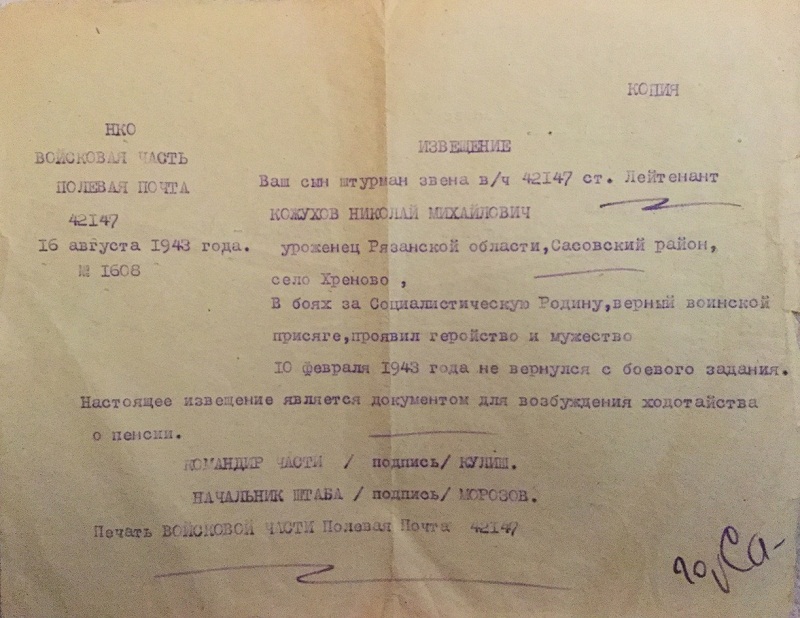 КОПИЯ
НКО
ВОЙСКОВАЯ ЧАСТЬ
ПОЛЕВАЯ ПОЧТА
42147
16 августа 1943 года.
№ 1608
ИЗВЕЩЕНИЕ
Ваш сын штурман звена в/ч 42147 ст. Лейтенант
КОЖУХОВ НИКОЛАЙ МИХАЙЛОВИЧ
уроженец Рязанской области,Сасовский район,
село Хреново ,
В боях за Социалистическую Родину,верный воинской
присяге,проявил геройство и мужество
10 февраля 1943 года не вернулся с боевого задания.
Настоящее извещение является документом для возбуждения ходотайства
о пенсии.
КОМАНДИР ЧАСТИ / подпись/ КУЛИШ.
НАЧАЛЬНИК ШТАБА / подпись/ МОРОЗОВ.
Печать ВОЙСКОВОЙ ЧАСТИ Полевая Почта 42147